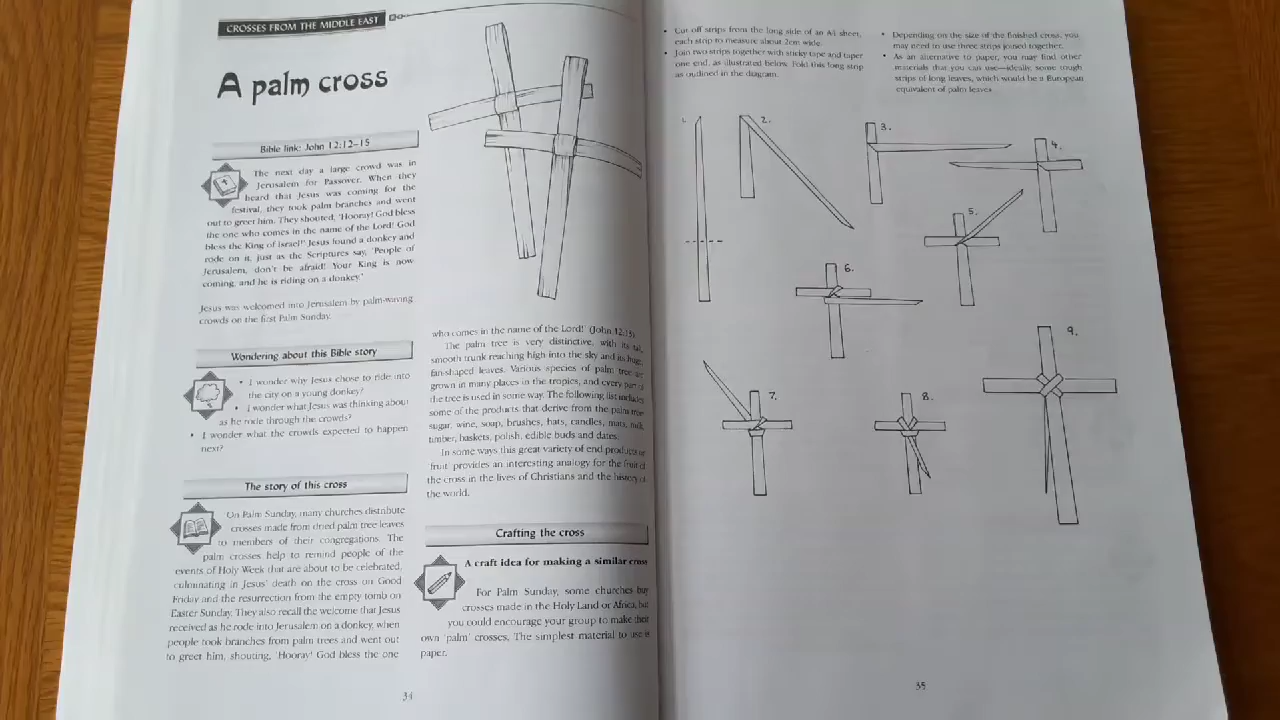 CROSSES FROM THE MIDDLE EAST
A palm cross
Bible link: John 12:12–15
The next day a large crowd was in
Jerusalem for Passover. When they
heard that Jesus was coming for the
festival, they took palm branches and went
out to greet him. They shouted, 'Hooray! God bless
the one who comes in the name of the Lord! God
bless the King of Israel!' Jesus found a donkey and
rode on it, just as the Scriptures say, 'People of
Jerusalem, don't be afraid! Your King is now
coming, and he is riding on a donkey.'
Jesus was welcomed into Jerusalem by palm-waving
crowds on the first Palm Sunday.
Wondering about this Bible story
• I wonder why Jesus chose to ride into
the city on a young donkey?
• I wonder what Jesus was thinking about
as he rode through the crowds?
• I wonder what the crowds expected to happen
next?
The story of this cross
On Palm Sunday, many churches distribute
crosses made from dried palm tree leaves
to members of their congregations. The
palm crosses help to remind people of the
events of Holy Week that are about to be celebrated,
culminating in Jesus' death on the cross on Good
Friday and the resurrection from the empty tomb on
Easter Sunday. They also recall the welcome that Jesus
received as he rode into Jerusalem on a donkey, when
people took branches from palm trees and went out
to greet him, shouting, 'Hooray! God bless the one
who comes in the name of the Lord!' (John 12:13)
The palm tree is very distinctive, with its tall,
smooth trunk reaching high into the sky and its huge,
fan-shaped leaves. Various species of palm tree are
grown in many places in the tropics, and every part of
the tree is used in some way. The following list includes
some of the products that derive from the palm tree:
sugar, wine, soap, brushes, hats, candles, mats, milk,
timber, baskets, polish, edible buds and dates.
In some ways this great variety of end products or
fruit provides an interesting analogy for the fruit of
the cross in the lives of Christians and the history of
the world.
Crafting the cross
A craft idea for making a similar cross
For Palm Sunday, some churches buy
crosses made in the Holy Land or Africa, but
you could encourage your group to make their
own 'palm' crosses. The simplest material to use is
paper.
34
• Cut off strips from the long side of an A4 sheet,
each strip to measure about 2cm wide.
• Join two strips together with sticky tape and taper
one end, as illustrated below. Fold this long strip
as outlined in the diagram.
• Depending on the size of the finished cross, you
may need to use three strips joined together.
• As an alternative to paper, you may find other
materials that you can use—ideally, some tough
strips of long leaves, which would be a European
equivalent of palm leaves.
1.
2.
3.
4.
5.
6.
7.
8.
9.
35